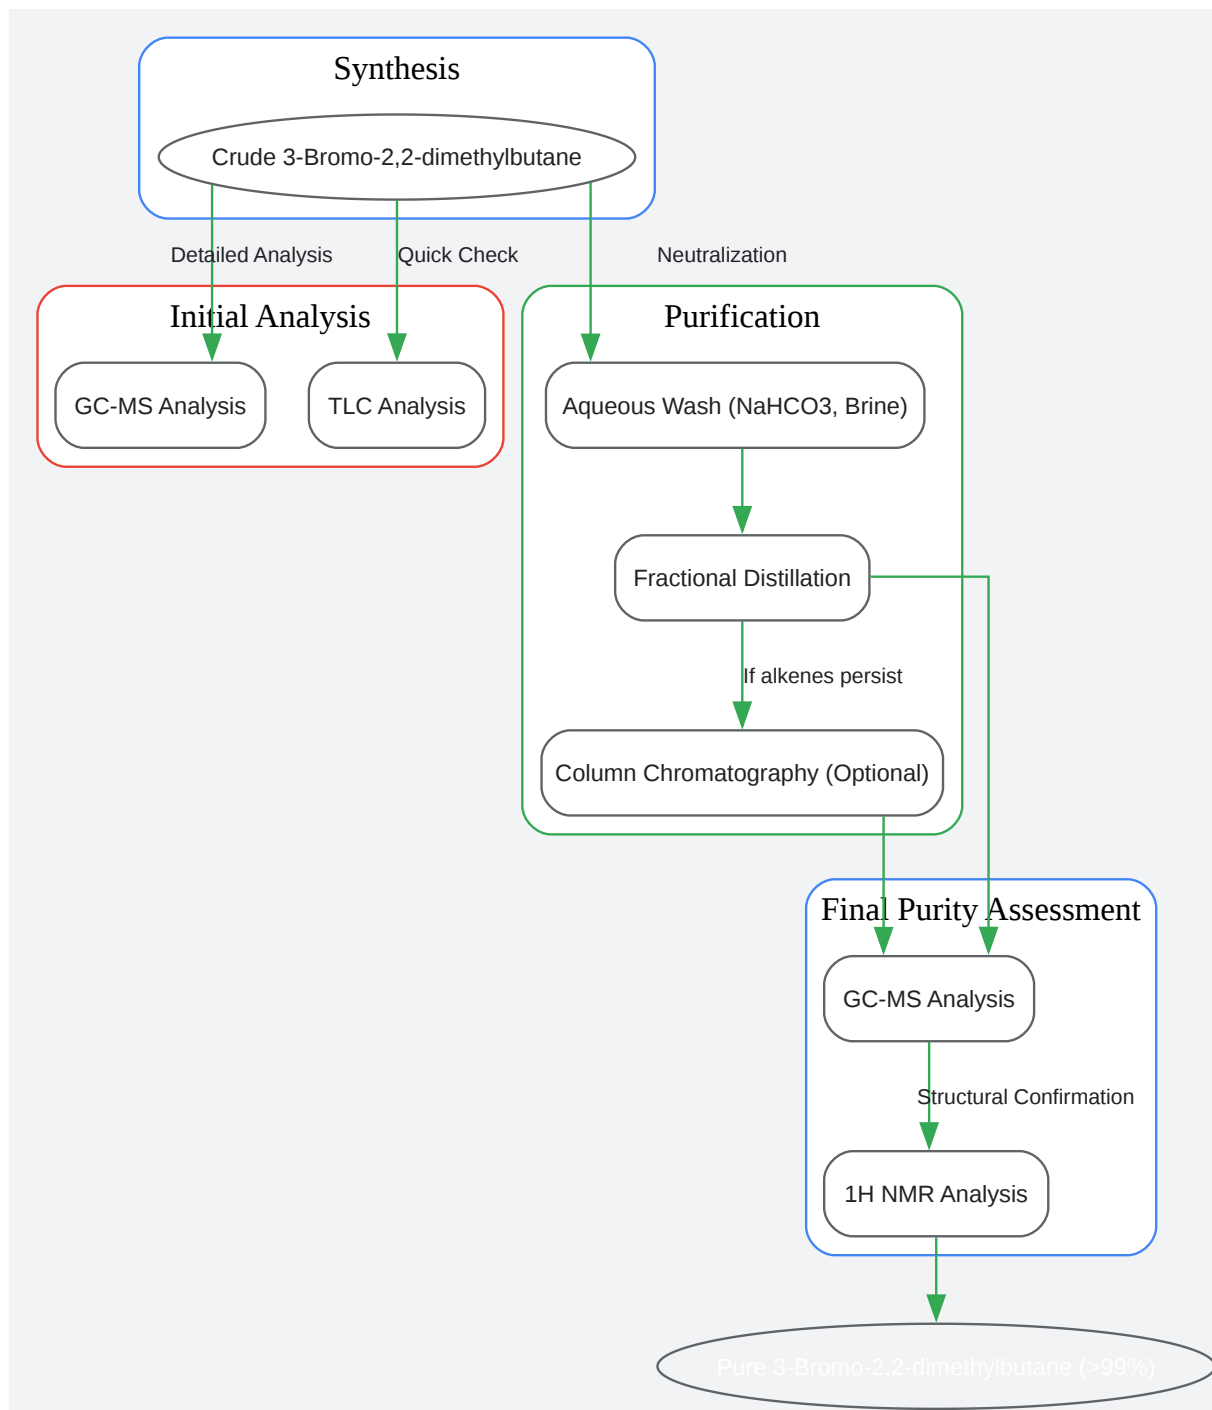 Synthesis
Crude 3-Bromo-2,2-dimethylbutane
Detailed Analysis
Quick Check
Neutralization
Initial Analysis
GC-MS Analysis
TLC Analysis
Purification
Aqueous Wash (NaHCO3, Brine)
Fractional Distillation
If alkenes persist
Column Chromatography (Optional)
Final Purity Assessment
GC-MS Analysis
Structural Confirmation
1H NMR Analysis
Pure 3-Bromo-2,2-dimethylbutane (>99%)